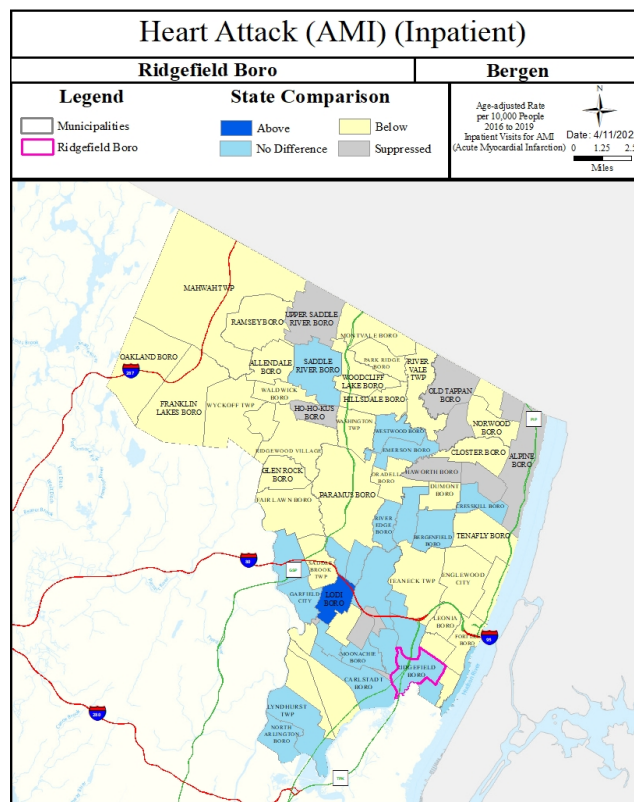 Heart Attack (AMI) (Inpatient)
Ridgefield Boro
Bergen
Legend
Municipalities
Ridgefield Boro
State Comparison
Above
No Difference
Below
Suppressed
Age-adjusted Rate
per 10,000 People
2016 to 2019
Inpatient Visits for AMI
(Acute Myocardial Infarction)
N
Date: 4/11/202
0 1.25 2.5
Miles
MAHWAH TWP
UPPER SADDLE
RIVER BORO
RAMSEY BORO
MONTVALE BORO
OAKLAND BORO
ALLENDALE
BORO
SADDLE
RIVER BORO
PARK RIDGE
BORO
RIVER
VALE
TWP
WOODCLIFF
LAKE BORO
287
FRANKLIN
LAKES BORO
WYCKOFF TWP
WALDWICK
BORO
HILLSDALE BORO
OLD TAPPAN
BORO
HO-HO-KUS
BORO
WASHINGTON
TWP
NORWOOD
BORO
WESTWOOD BORO
EMERSON BORO
CLOSTER BORO
ALPINE
BORO
RIDGEWOOD VILLAGE
GLEN ROCK
BORO
ORADELL
BORO
HAWORTH BORO
DUMONT
BORO
FAIR LAWN BORO
PARAMUS BORO
CRESSKILL BORO
RIVER
EDGE
BORO
BERGENFIELD
BORO
TENAFLY BORO
80
GSP
SADDLE
BROOK
TWP
GARFIELD
CITY
LODI
BORO
TEANECK TWP
ENGLEWOOD
CITY
LEONIA
BORO
FORT LEE
BORO
95
MOONACHIE
BORO
RIDGEFIELD
BORO
CARLSTADT
BORO
LYNDHURST
TWP
NORTH
ARLINGTON
BORO
280